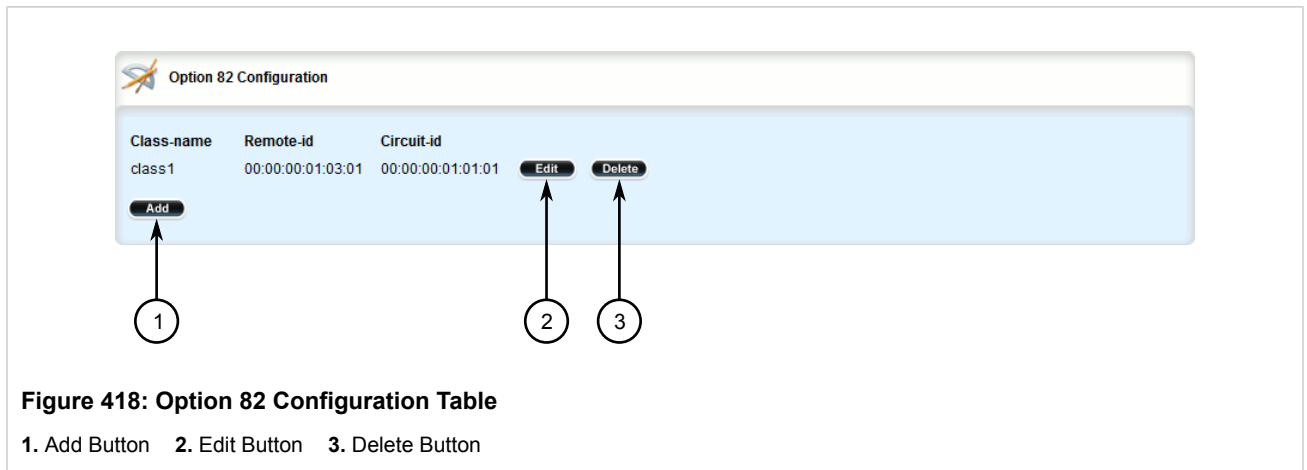 Option 82 Configuration
Class-name Remote-id Circuit-id
class1 00:00:00:01:03:01 00:00:00:01:01:01 Edit Delete
Add
1 2 3
Figure 418: Option 82 Configuration Table
1. Add Button 2. Edit Button 3. Delete Button